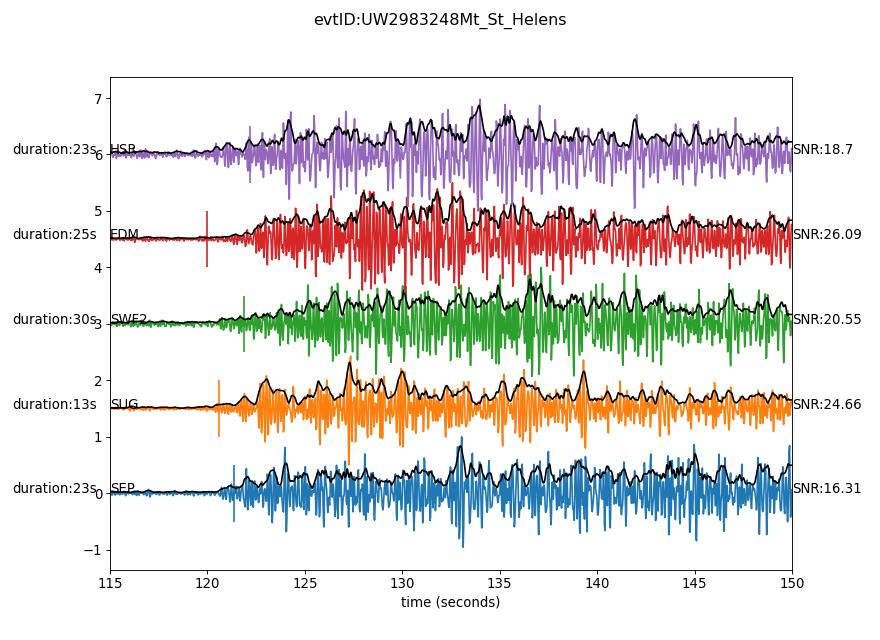 evtID:UW2983248Mt_St_Helens
7
duration:23s HSR SNR:18.7
6
5
duration:25s EDM SNR:26.09
4
duration:30s SWF2 SNR:20.55
3
2
duration:13s SUG SNR:24.66
1
duration:23s SEP SNR:16.31
0
−1
115 120 125 130 135 140 145 150
time (seconds)